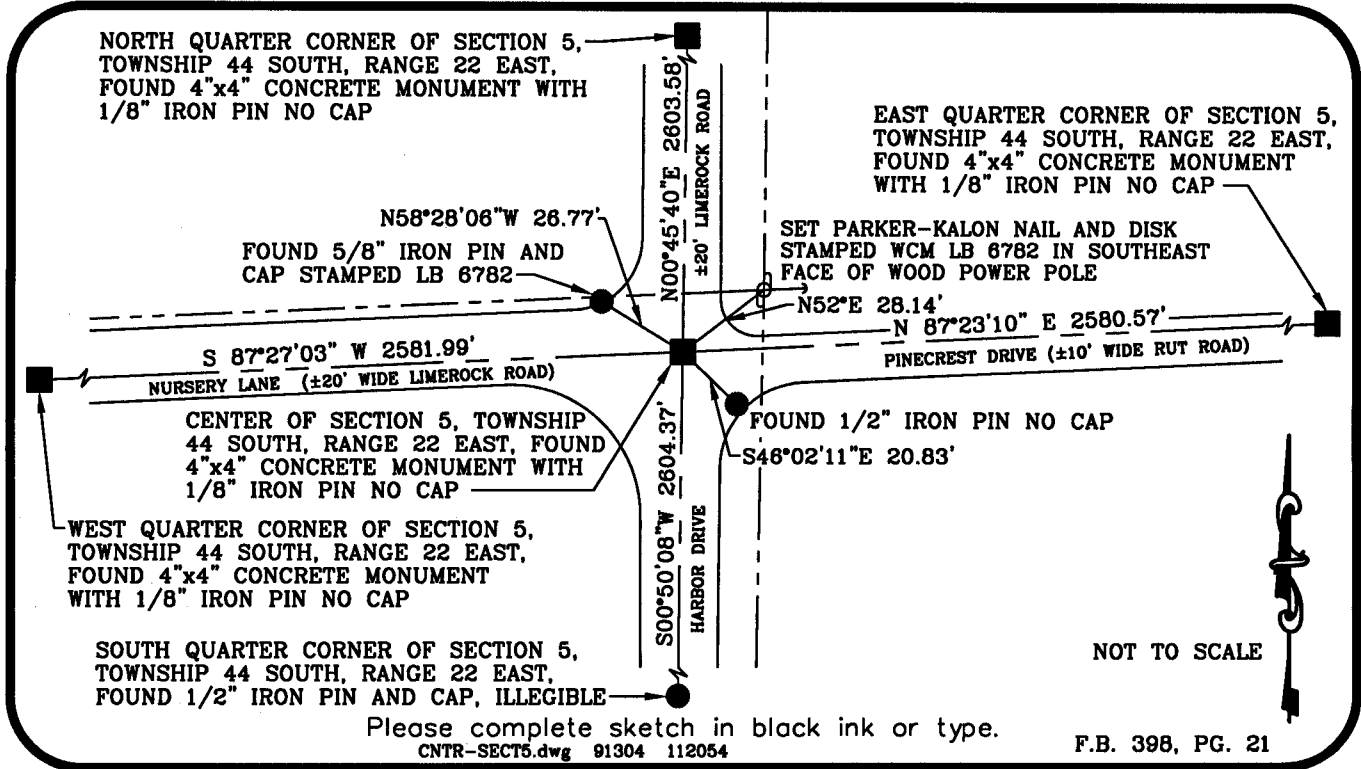 NORTH QUARTER CORNER OF SECTION 5,
TOWNSHIP 44 SOUTH, RANGE 22 EAST,
FOUND 4"x4" CONCRETE MONUMENT WITH
1/8" IRON PIN NO CAP
N00°45'40"E 2603.58'
±20' LIMEROCK ROAD
EAST QUARTER CORNER OF SECTION 5,
TOWNSHIP 44 SOUTH, RANGE 22 EAST,
FOUND 4"x4" CONCRETE MONUMENT
WITH 1/8" IRON PIN NO CAP
N58°28'06"W 26.77'
FOUND 5/8" IRON PIN AND
CAP STAMPED LB 6782
SET PARKER-KALON NAIL AND DISK
STAMPED WCM LB 6782 IN SOUTHEAST
FACE OF WOOD POWER POLE
N52°E 28.14'
N 87°23'10" E 2580.57'
PINECREST DRIVE (±10' WIDE RUT ROAD)
S 87°27'03" W 2581.99'
NURSERY LANE (±20' WIDE LIMEROCK ROAD)
CENTER OF SECTION 5, TOWNSHIP
44 SOUTH, RANGE 22 EAST, FOUND
4"x4" CONCRETE MONUMENT WITH
1/8" IRON PIN NO CAP
FOUND 1/2" IRON PIN NO CAP
S46°02'11"E 20.83'
S00°50'08"W 2604.37'
HARBOR DRIVE
WEST QUARTER CORNER OF SECTION 5,
TOWNSHIP 44 SOUTH, RANGE 22 EAST,
FOUND 4"x4" CONCRETE MONUMENT
WITH 1/8" IRON PIN NO CAP
SOUTH QUARTER CORNER OF SECTION 5,
TOWNSHIP 44 SOUTH, RANGE 22 EAST,
FOUND 1/2" IRON PIN AND CAP, ILLEGIBLE
NOT TO SCALE
Please complete sketch in black ink or type.
CNTR-SECT5.dwg 91304 112054
F.B. 398, PG. 21